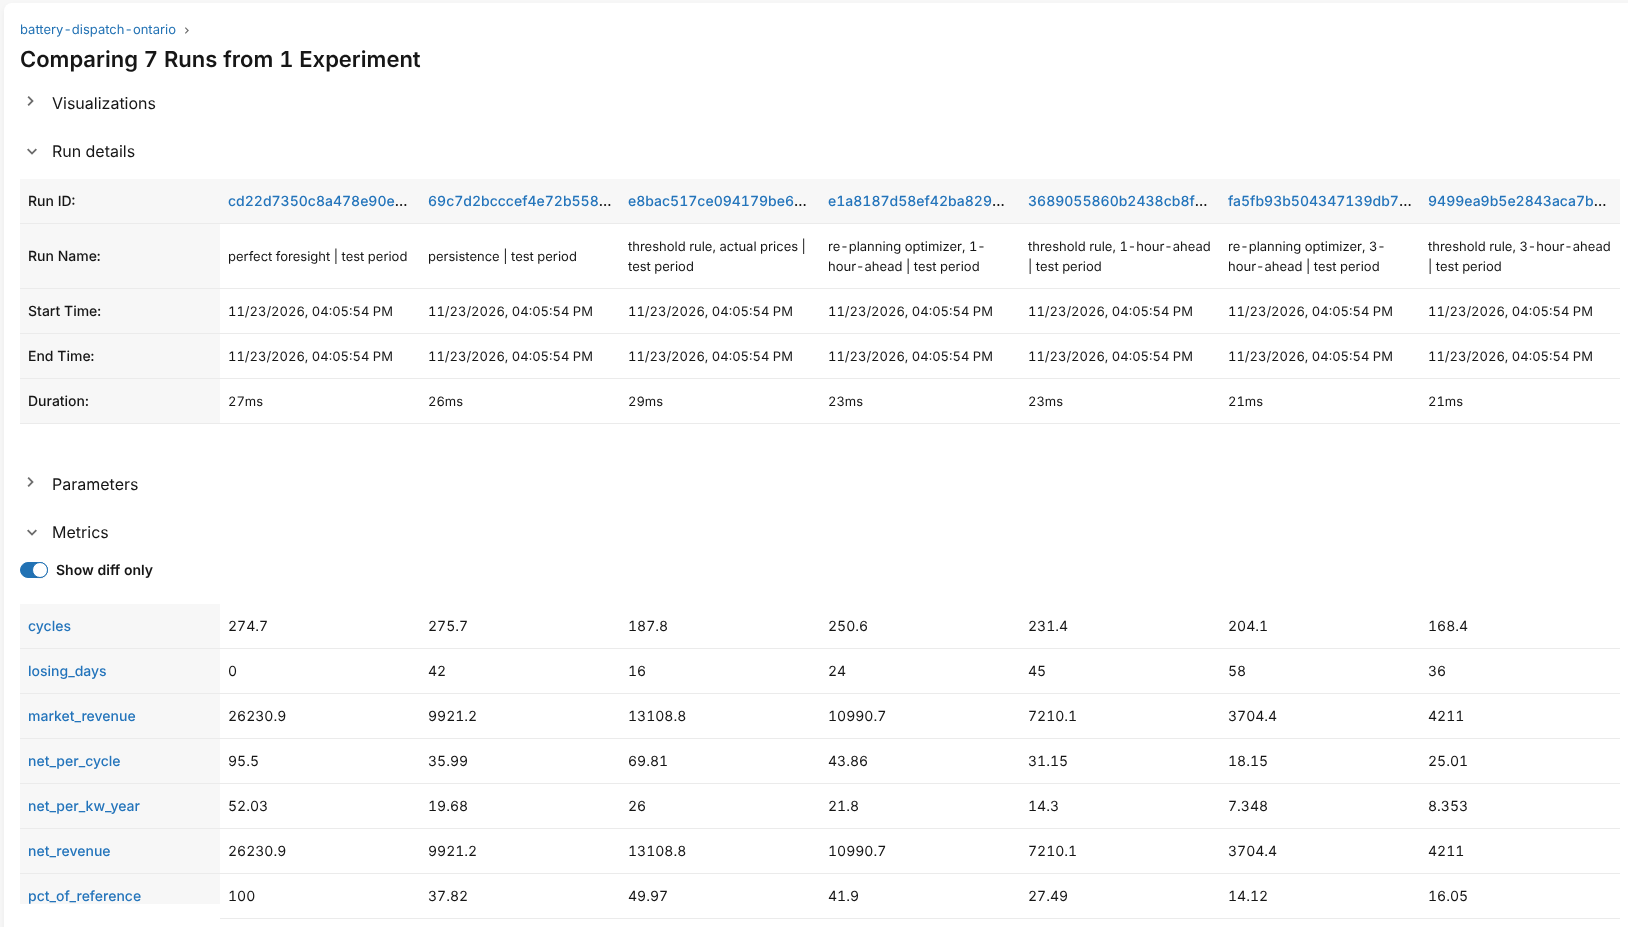 battery-dispatch-ontario ›
Comparing 7 Runs from 1 Experiment
Visualizations
Run details
Run ID: cd22d7350c8a478e90e... 69c7d2bcccef4e72b558... e8bac517ce094179be6... e1a8187d58ef42ba829... 3689055860b2438cb8f... fa5fb93b504347139db7... 9499ea9b5e2843aca7b...
Run Name: perfect foresight | test period persistence | test period threshold rule, actual prices | test period re-planning optimizer, 1-hour-ahead | test period threshold rule, 1-hour-ahead | test period re-planning optimizer, 3-hour-ahead | test period threshold rule, 3-hour-ahead | test period
Start Time: 11/23/2026, 04:05:54 PM 11/23/2026, 04:05:54 PM 11/23/2026, 04:05:54 PM 11/23/2026, 04:05:54 PM 11/23/2026, 04:05:54 PM 11/23/2026, 04:05:54 PM 11/23/2026, 04:05:54 PM
End Time: 11/23/2026, 04:05:54 PM 11/23/2026, 04:05:54 PM 11/23/2026, 04:05:54 PM 11/23/2026, 04:05:54 PM 11/23/2026, 04:05:54 PM 11/23/2026, 04:05:54 PM 11/23/2026, 04:05:54 PM
Duration: 27ms 26ms 29ms 23ms 23ms 21ms 21ms
Parameters
Metrics
Show diff only
cycles 274.7 275.7 187.8 250.6 231.4 204.1 168.4
losing_days 0 42 16 24 45 58 36
market_revenue 26230.9 9921.2 13108.8 10990.7 7210.1 3704.4 4211
net_per_cycle 95.5 35.99 69.81 43.86 31.15 18.15 25.01
net_per_kw_year 52.03 19.68 26 21.8 14.3 7.348 8.353
net_revenue 26230.9 9921.2 13108.8 10990.7 7210.1 3704.4 4211
pct_of_reference 100 37.82 49.97 41.9 27.49 14.12 16.05